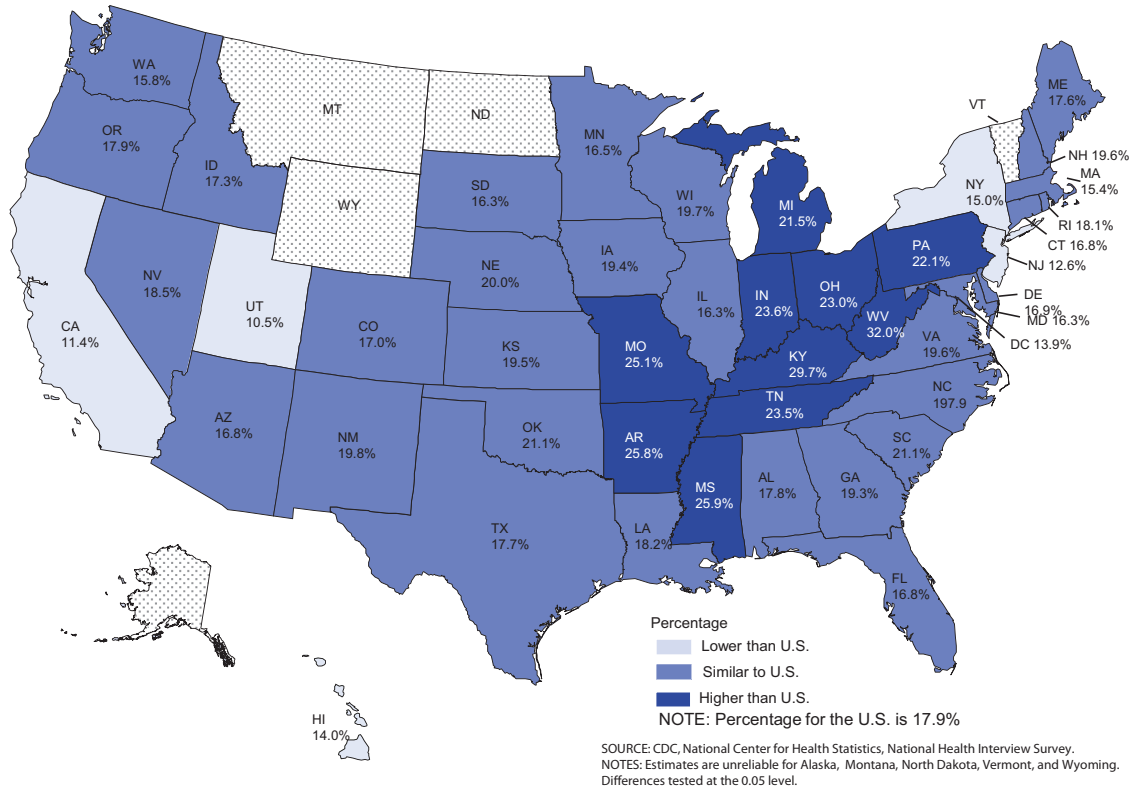 WA
15.8%
OR
17.9%
ID
17.3%
MT
ND
WY
SD
16.3%
MN
16.5%
WI
19.7%
MI
21.5%
VT
ME
17.6%
NH 19.6%
MA
15.4%
NY
15.0%
RI 18.1%
CT 16.8%
NJ 12.6%
PA
22.1%
DE
16.9%
MD 16.3%
DC 13.9%
NV
18.5%
UT
10.5%
CA
11.4%
CO
17.0%
NE
20.0%
IA
19.4%
IL
16.3%
IN
23.6%
OH
23.0%
WV
32.0%
VA
19.6%
KS
19.5%
MO
25.1%
KY
29.7%
NC
197.9
TN
23.5%
AZ
16.8%
NM
19.8%
OK
21.1%
AR
25.8%
SC
21.1%
MS
25.9%
AL
17.8%
GA
19.3%
TX
17.7%
LA
18.2%
FL
16.8%
HI
14.0%
Percentage
Lower than U.S.
Similar to U.S.
Higher than U.S.
NOTE: Percentage for the U.S. is 17.9%
SOURCE: CDC, National Center for Health Statistics, National Health Interview Survey.
NOTES: Estimates are unreliable for Alaska, Montana, North Dakota, Vermont, and Wyoming.
Differences tested at the 0.05 level.